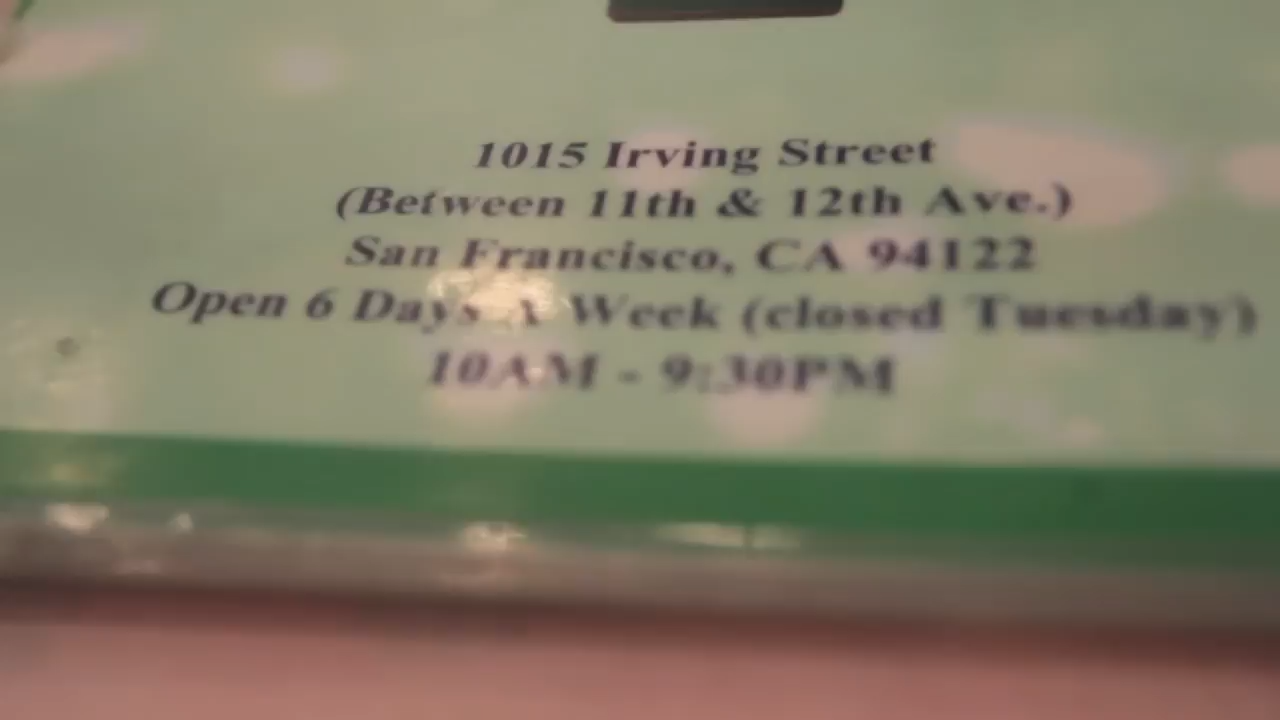 1015 Irving Street
(Between 11th & 12th Ave.)
San Francisco, CA 94122
Open 6 Days A Week (closed Tuesday)
10AM - 9:30PM